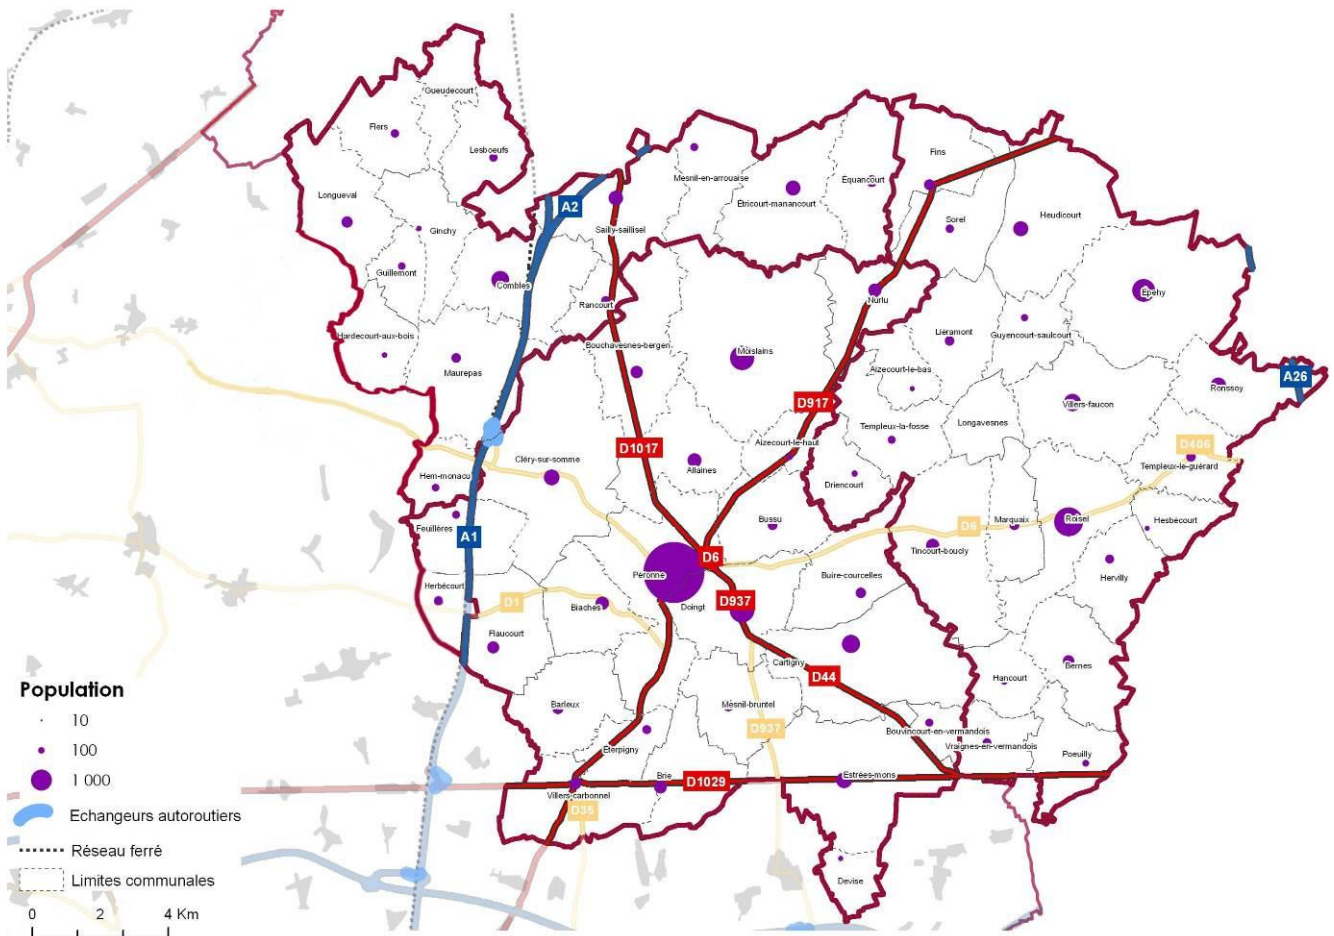 Gueudecourt
Flers
Lesboeufs
Mesnil-en-arrouaise
Fins
Équancourt
Étricourt-manancourt
Longueval
A2
Heudicourt
Sorel
Ginchy
Sailly-saillisel
Guillemont
Combles
Épehy
Nurlu
Rancourt
Hardecourt-aux-bois
Liéramont
Guyencourt-saulcourt
Bouchavesnes-bergen
Moislains
Maurepas
Aizecourt-le-bas
A26
Ronssoy
D917
Villers-faucon
Longavesnes
Templeux-la-fosse
Aizecourt-le-haut
D406
D1017
Cléry-sur-somme
Templeux-le-guérard
Allaines
Hem-monacu
Driencourt
Bussu
Marquaix
Roisel
Hesbécourt
Feuillères
D6
A1
Tincourt-boucly
D6
Hervilly
Péronne
Buire-courcelles
Herbécourt
D1
Biaches
Doingt
D937
Flaucourt
Cartigny
Bernes
D44
Hancourt
Barleux
Mesnil-bruntel
D937
Bouvincourt-en-vermandois
Vraignes-en-vermandois
Eterpigny
Poeuilly
Brie
D1029
Estrées-mons
Villers-carbonnel
D35
Devise
Population
10
100
1 000
Echangeurs autoroutiers
Réseau ferré
Limites communales
0 2 4 Km